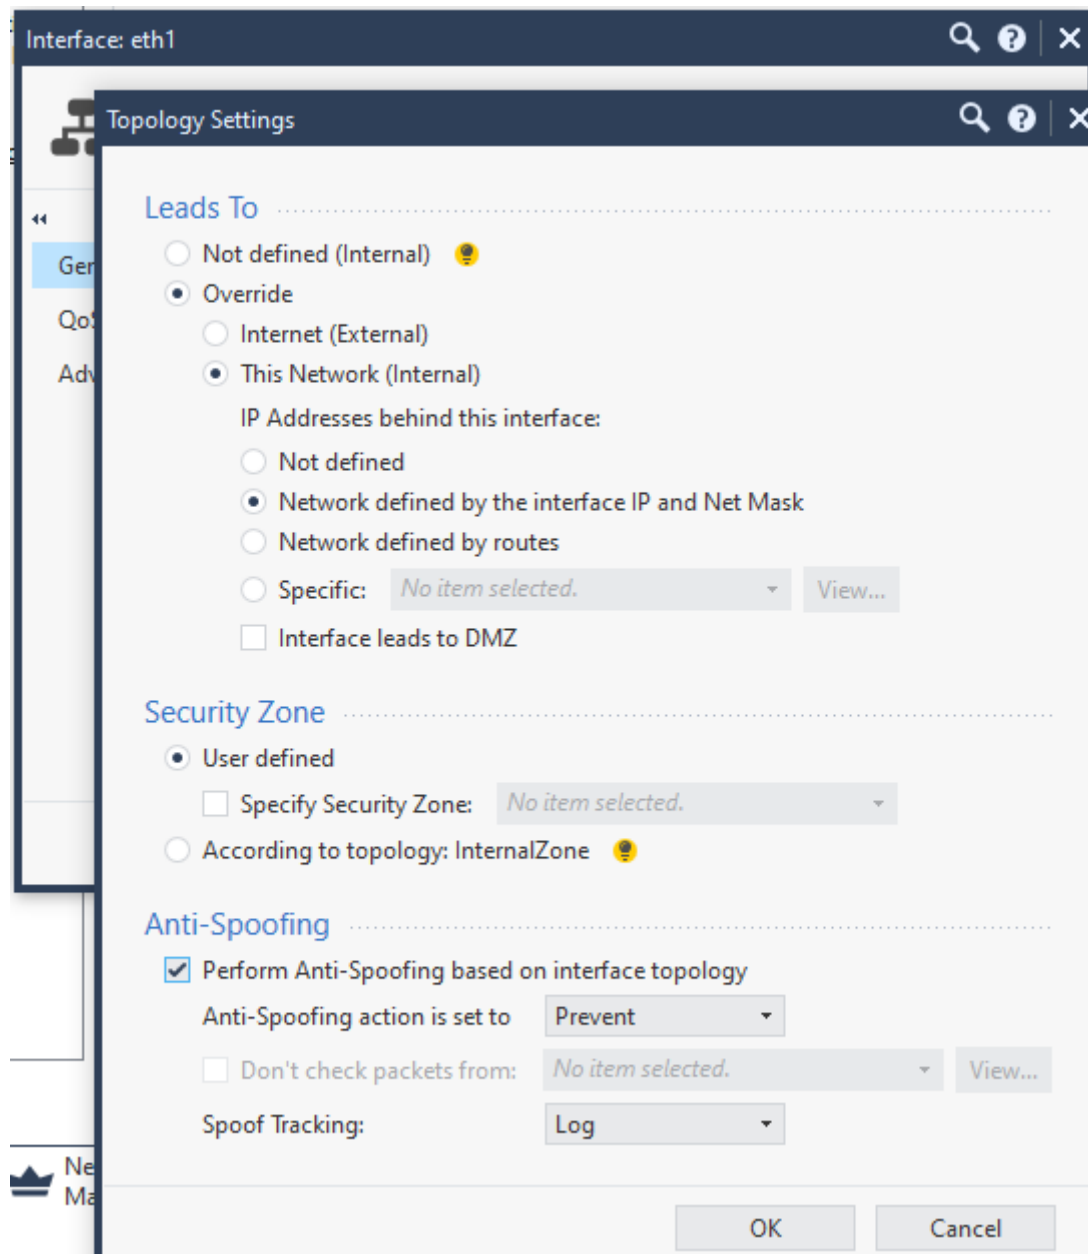 Interface: eth1
Topology Settings
Leads To
Not defined (Internal)
Override
Internet (External)
This Network (Internal)
IP Addresses behind this interface:
Not defined
Network defined by the interface IP and Net Mask
Network defined by routes
Specific: No item selected. View...
Interface leads to DMZ
Security Zone
User defined
Specify Security Zone: No item selected.
According to topology: InternalZone
Anti-Spoofing
Perform Anti-Spoofing based on interface topology
Anti-Spoofing action is set to Prevent
Don't check packets from: No item selected. View...
Spoof Tracking: Log
OK Cancel